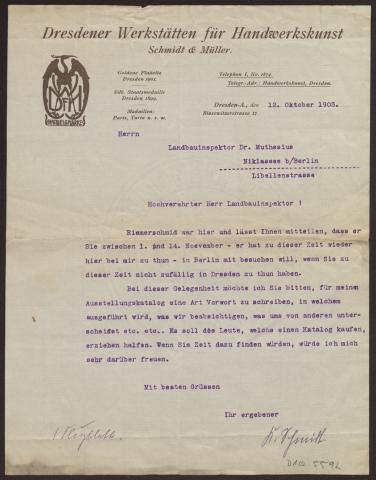 Dresdener Werkstätten für Handwerkskunst
Schmidt & Müller.
Goldene Plakette
Dresden 1901.
Silb. Staatsmedaille
Dresden 1899.
Medaillen:
Paris, Turin u. s. w.
Telephon I, No. 1874.
Telegr.-Adr.: Handwerkskunst, Dresden.
Dresden-A., den 12. Oktober 1903.
Blasewitzerstrasse 17.
Herrn
Landbauinspektor Dr. Muthesius
Niklassee b/Berlin
Libellenstrasse
Hochverehrter Herr Landbauinspektor !
Riemerschmid war hier und lässt Ihnen mitteilen, dass er
Sie zwischen 1. und 14. November - er hat zu dieser Zeit wieder
hier bei mir zu thun - in Berlin mit besuchen will, wenn Sie zu
dieser Zeit nicht zufällig in Dresden zu thun haben.
Bei dieser Gelegenheit möchte ich Sie bitten, für meinen
Ausstellungskatalog eine Art Vorwort zu schreiben, in welchem
ausgeführt wird, was wir beabsichtigen, was uns von anderen unter-
scheidet etc. etc.. Es soll die Leute, welche einen Katalog kaufen,
erziehen helfen. Wenn Sie Zeit dazu finden würden, würde ich mich
sehr darüber freuen.
Mit besten Grüssen
Ihr ergebener
K. Schmidt